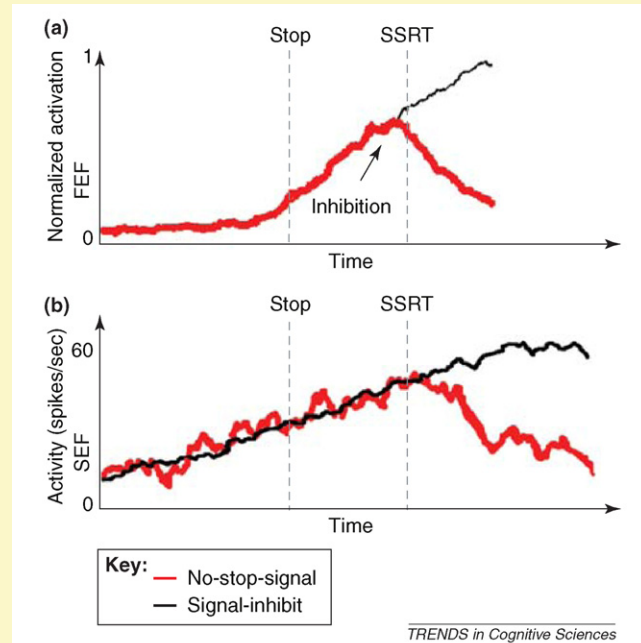 (a)
Stop SSRT
1
Normalized activation
FEF
Inhibition
0
Time
(b)
Stop SSRT
60
Activity (spikes/sec)
SEF
0
Time
Key:
No-stop-signal
Signal-inhibit
TRENDS in Cognitive Sciences